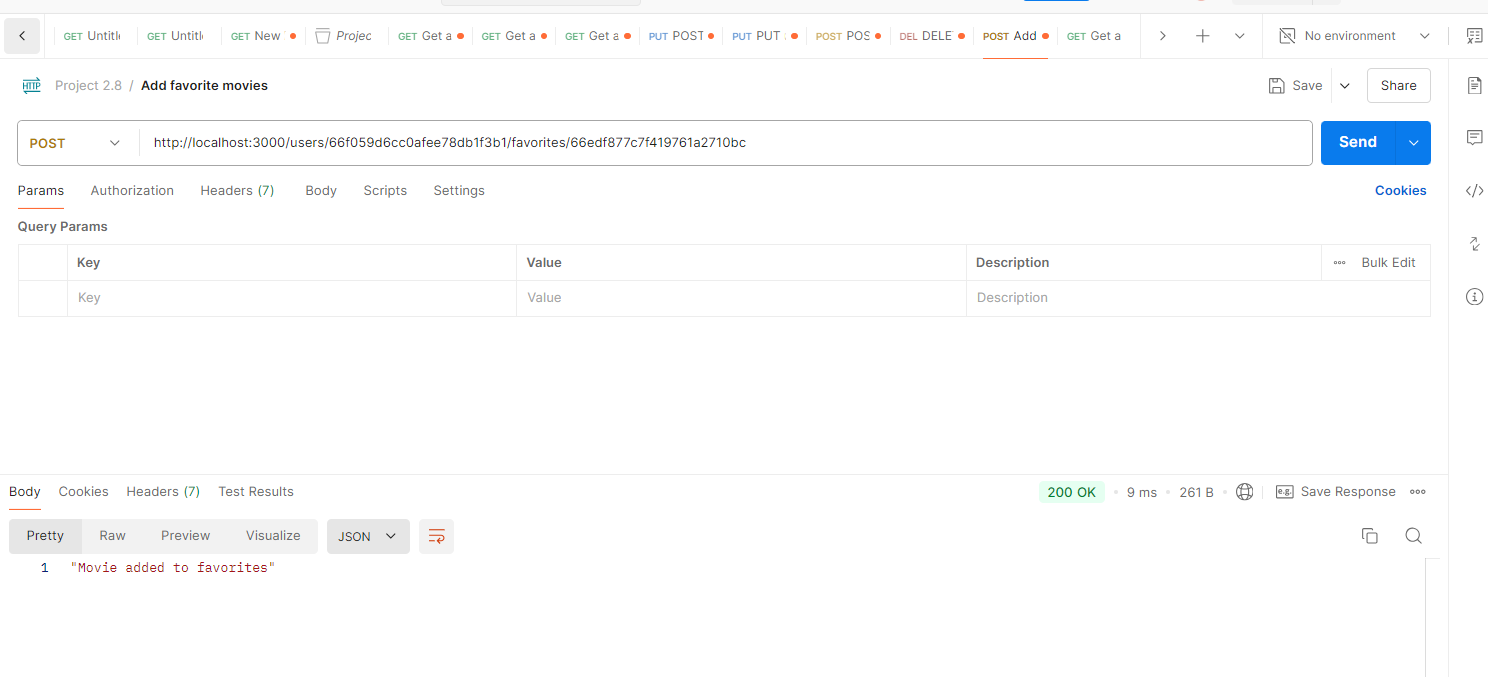 GET Untitl GET Untitl GET New GET Projec GET Get a GET Get a GET Get a PUT POST PUT PUT POST POS DEL DELE POST Add GET Get a No environment
HTTP Project 2.8 / Add favorite movies Save Share
POST http://localhost:3000/users/66f059d6cc0afee78db1f3b1/favorites/66edf877c7f419761a2710bc Send
Params Authorization Headers (7) Body Scripts Settings Cookies
Query Params
Key Value Description Bulk Edit
Key Value Description
Body Cookies Headers (7) Test Results 200 OK 9 ms 261 B e.g. Save Response
Pretty Raw Preview Visualize JSON
1 "Movie added to favorites"